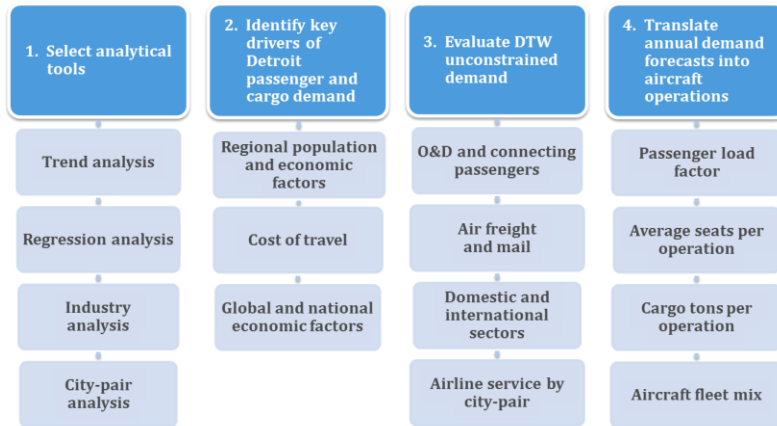 1. Select analytical
tools
Trend analysis
Regression analysis
Industry
analysis
City-pair
analysis
2. Identify key
drivers of
Detroit
passenger and
cargo demand
Regional population
and economic
factors
Cost of travel
Global and national
economic factors
3. Evaluate DTW
unconstrained
demand
O&D and connecting
passengers
Air freight
and mail
Domestic and
international
sectors
Airline service by
city-pair
4. Translate
annual demand
forecasts into
aircraft
operations
Passenger load
factor
Average seats per
operation
Cargo tons per
operation
Aircraft fleet mix